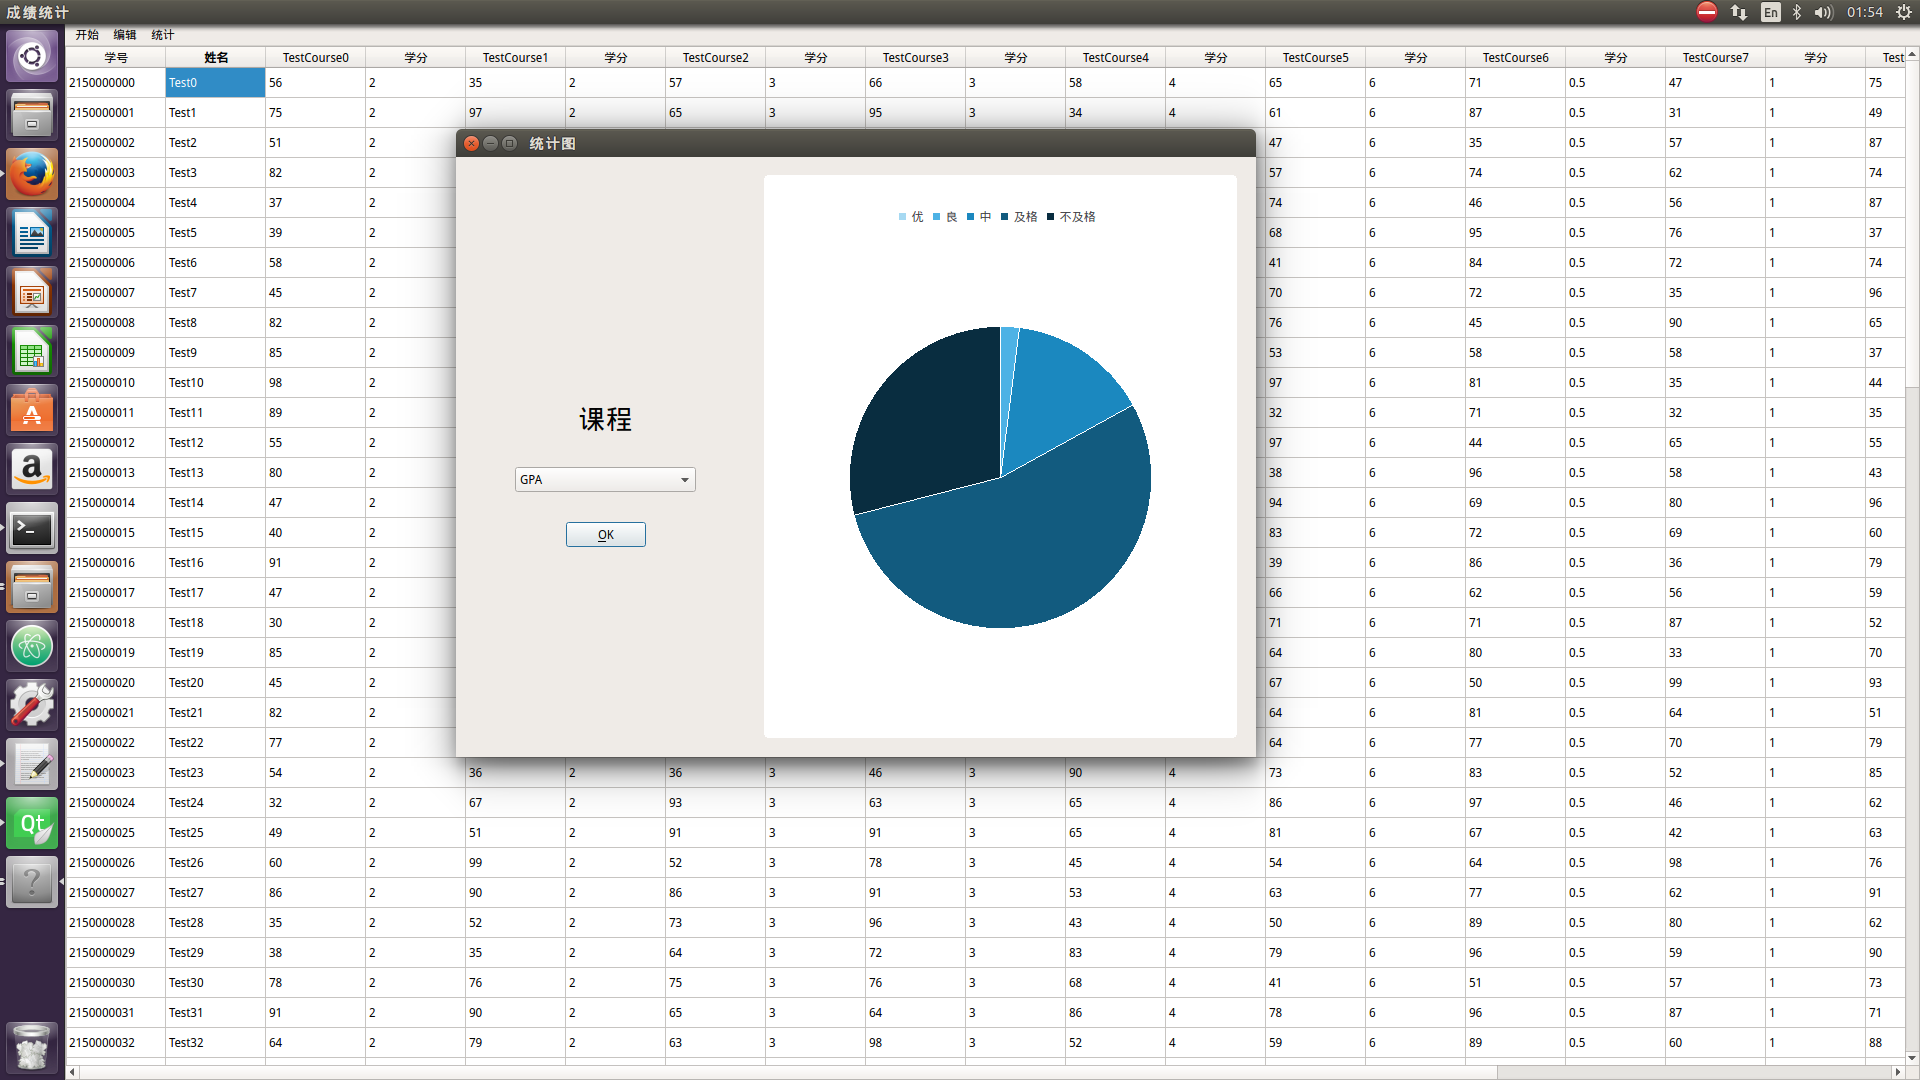 成绩统计 En 01:54
开始 编辑 统计
学号 姓名 TestCourse0 学分 TestCourse1 学分 TestCourse2 学分 TestCourse3 学分 TestCourse4 学分 TestCourse5 学分 TestCourse6 学分 TestCourse7 学分 Test
2150000000 Test0 56 2 35 2 57 3 66 3 58 4 65 6 71 0.5 47 1 75
2150000001 Test1 75 2 97 2 65 3 95 3 34 4 61 6 87 0.5 31 1 49
2150000002 Test2 51 2 47 6 35 0.5 57 1 87
2150000003 Test3 82 2 57 6 74 0.5 62 1 74
2150000004 Test4 37 2 74 6 46 0.5 56 1 87
2150000005 Test5 39 2 68 6 95 0.5 76 1 37
2150000006 Test6 58 2 41 6 84 0.5 72 1 74
2150000007 Test7 45 2 70 6 72 0.5 35 1 96
2150000008 Test8 82 2 76 6 45 0.5 90 1 65
2150000009 Test9 85 2 53 6 58 0.5 58 1 37
2150000010 Test10 98 2 97 6 81 0.5 35 1 44
2150000011 Test11 89 2 32 6 71 0.5 32 1 35
2150000012 Test12 55 2 97 6 44 0.5 65 1 55
2150000013 Test13 80 2 38 6 96 0.5 58 1 43
2150000014 Test14 47 2 94 6 69 0.5 80 1 96
2150000015 Test15 40 2 83 6 72 0.5 69 1 60
2150000016 Test16 91 2 39 6 86 0.5 36 1 79
2150000017 Test17 47 2 66 6 62 0.5 56 1 59
2150000018 Test18 30 2 71 6 71 0.5 87 1 52
2150000019 Test19 85 2 64 6 80 0.5 33 1 70
2150000020 Test20 45 2 67 6 50 0.5 99 1 93
2150000021 Test21 82 2 64 6 81 0.5 64 1 51
2150000022 Test22 77 2 64 6 77 0.5 70 1 79
2150000023 Test23 54 2 36 2 36 3 46 3 90 4 73 6 83 0.5 52 1 85
2150000024 Test24 32 2 67 2 93 3 63 3 65 4 86 6 97 0.5 46 1 62
2150000025 Test25 49 2 51 2 91 3 91 3 65 4 81 6 67 0.5 42 1 63
2150000026 Test26 60 2 99 2 52 3 78 3 45 4 54 6 64 0.5 98 1 76
2150000027 Test27 86 2 90 2 86 3 91 3 53 4 63 6 77 0.5 62 1 91
2150000028 Test28 35 2 52 2 73 3 96 3 43 4 50 6 89 0.5 80 1 62
2150000029 Test29 38 2 35 2 64 3 72 3 83 4 79 6 96 0.5 59 1 90
2150000030 Test30 78 2 76 2 75 3 76 3 68 4 41 6 51 0.5 57 1 73
2150000031 Test31 91 2 90 2 65 3 64 3 86 4 78 6 96 0.5 87 1 71
2150000032 Test32 64 2 79 2 63 3 98 3 52 4 59 6 89 0.5 60 1 88
统计图
优 良 中 及格 不及格
课程
GPA
OK
a
Qt